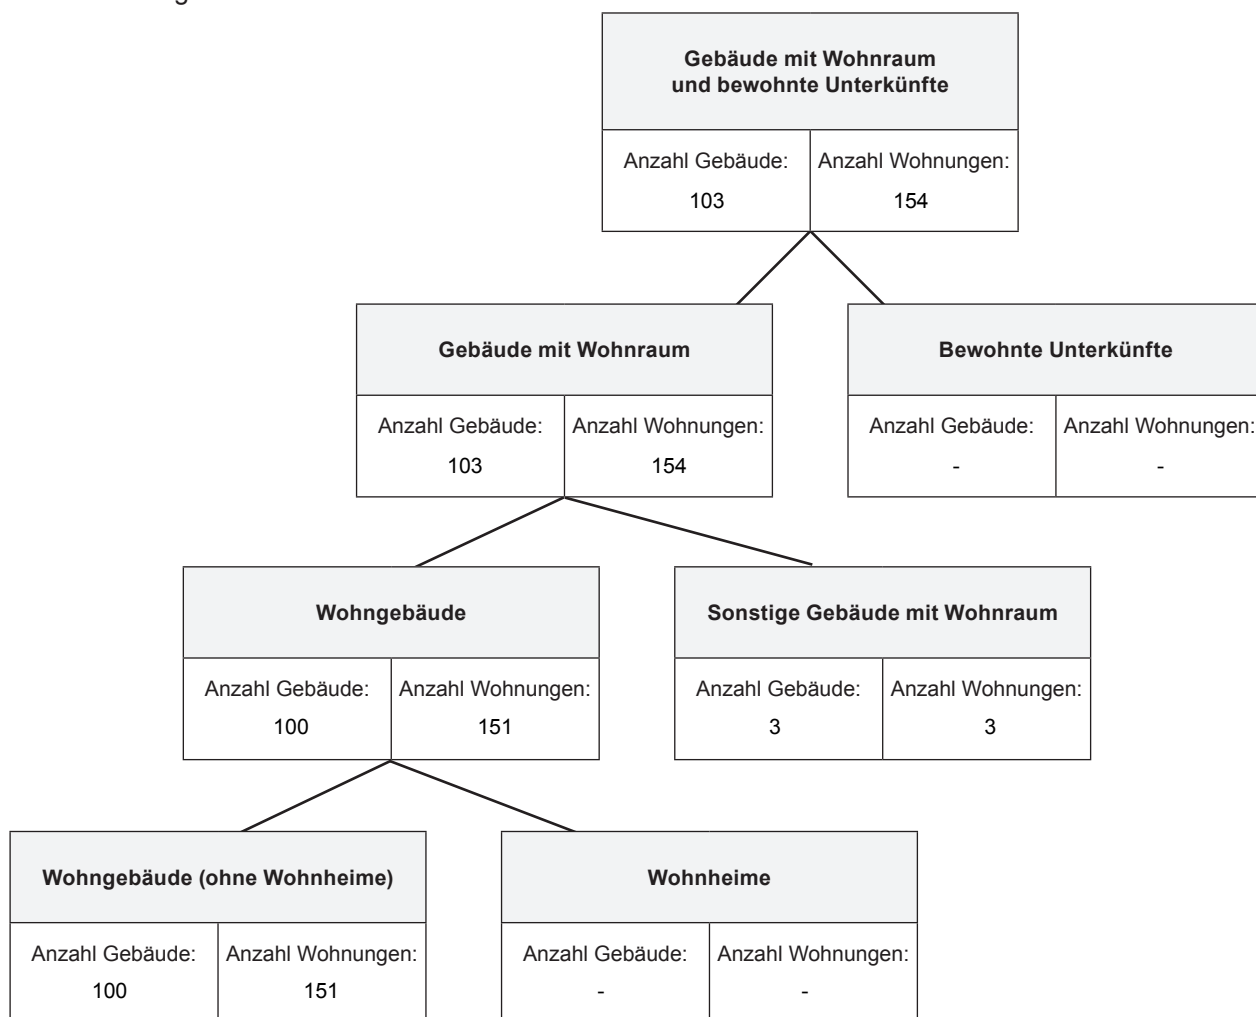 Gebäude mit Wohnraum
und bewohnte Unterkünfte
Anzahl Gebäude: Anzahl Wohnungen:
103 154
Gebäude mit Wohnraum
Anzahl Gebäude: Anzahl Wohnungen:
103 154
Bewohnte Unterkünfte
Anzahl Gebäude: Anzahl Wohnungen:
- -
Wohngebäude
Anzahl Gebäude: Anzahl Wohnungen:
100 151
Sonstige Gebäude mit Wohnraum
Anzahl Gebäude: Anzahl Wohnungen:
3 3
Wohngebäude (ohne Wohnheime)
Anzahl Gebäude: Anzahl Wohnungen:
100 151
Wohnheime
Anzahl Gebäude: Anzahl Wohnungen:
- -